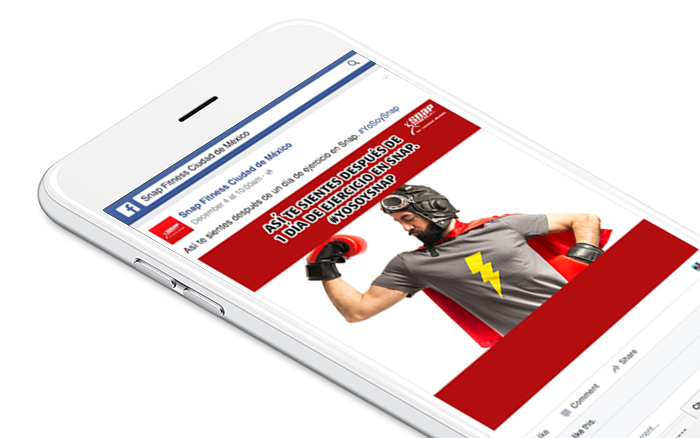 Snap Fitness Ciudad de México
Snap Fitness Ciudad de México
December 4 at 10:00am
Así te sientes después de un día de ejercicio en Snap. #YoSoySnap
snap
ASÍ TE SIENTES DESPUÉS DE
1 DÍA DE EJERCICIO EN SNAP.
#YOSOYSNAP
Comment
Share
like this.